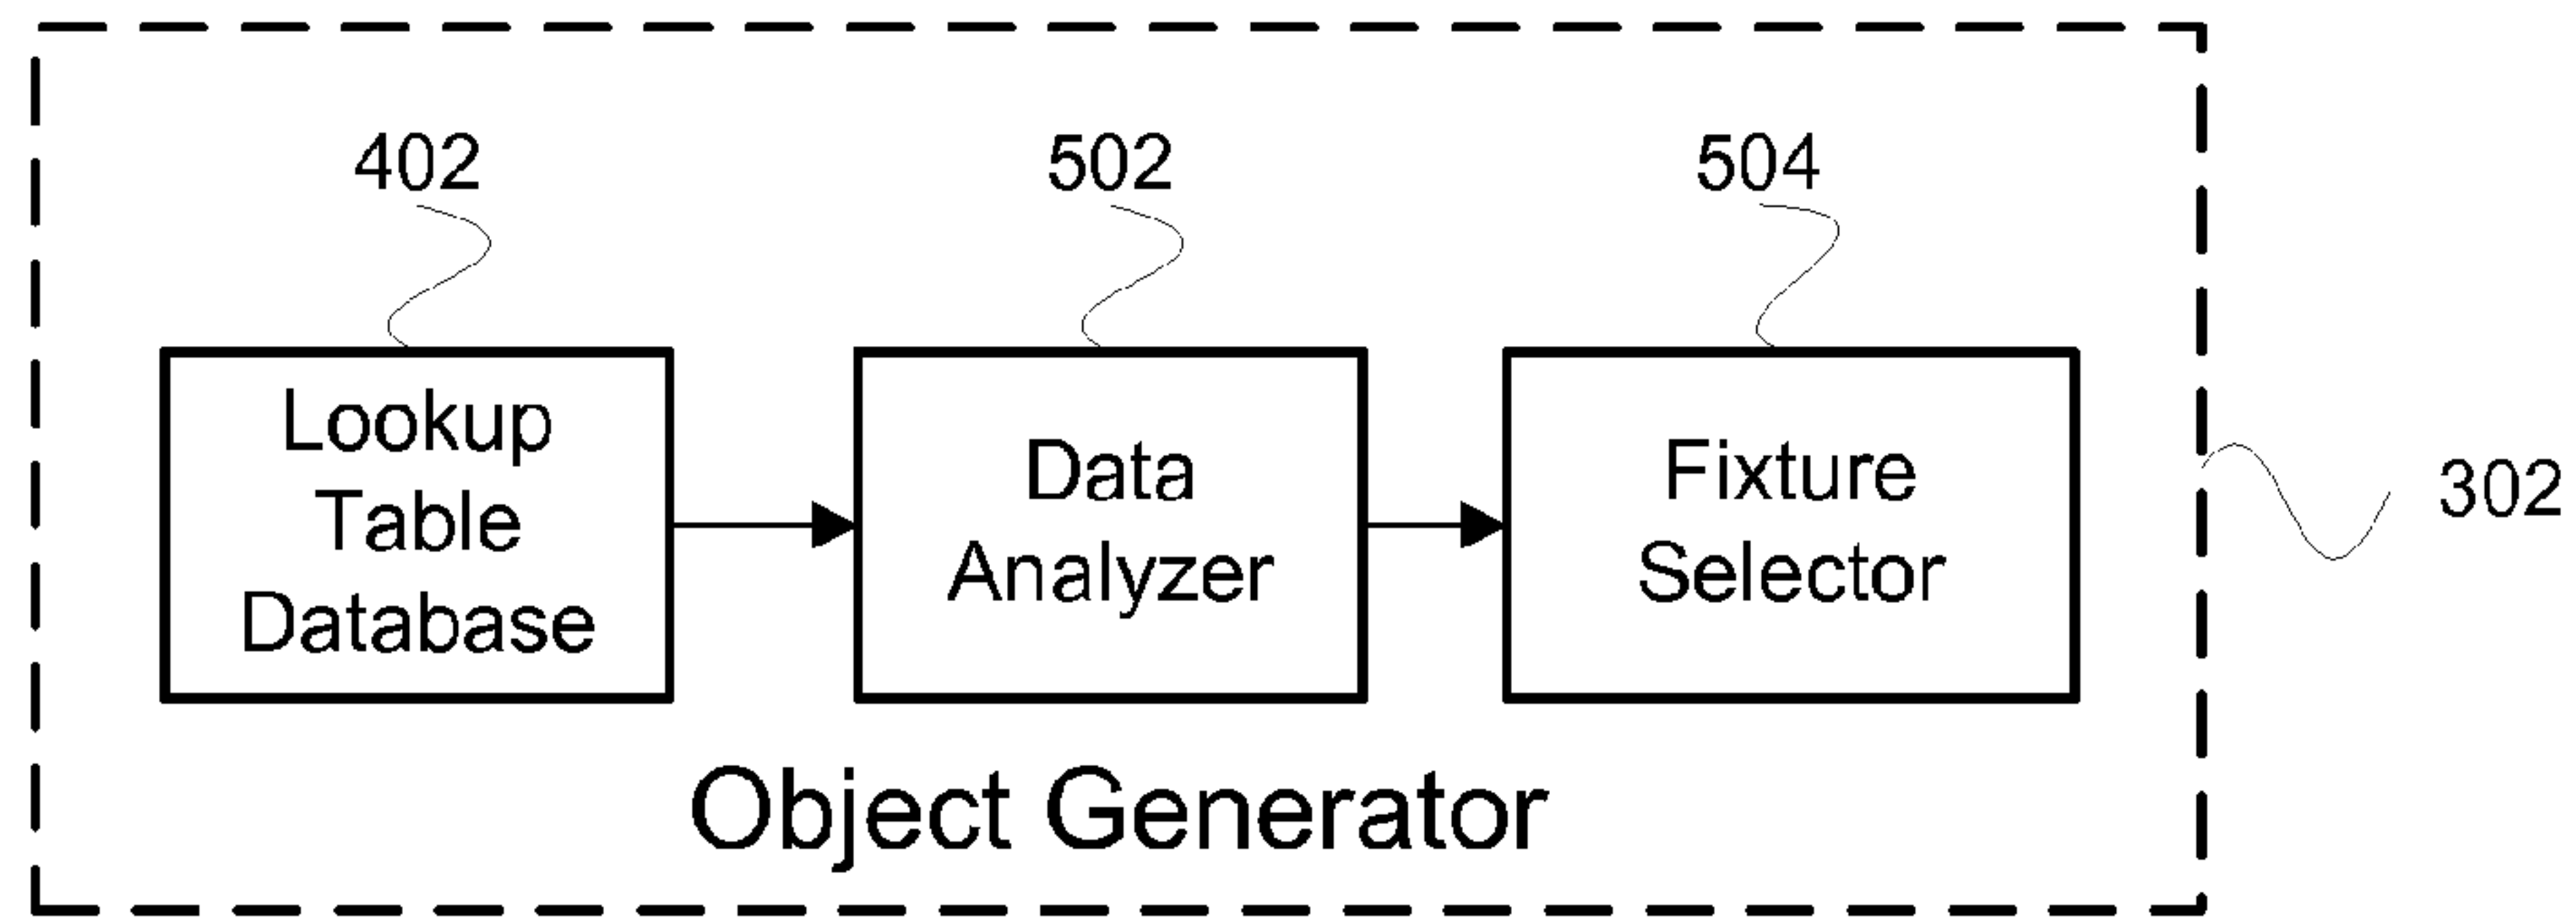 402
502
504
Lookup
Table
Database
Data
Analyzer
Fixture
Selector
302
Object Generator